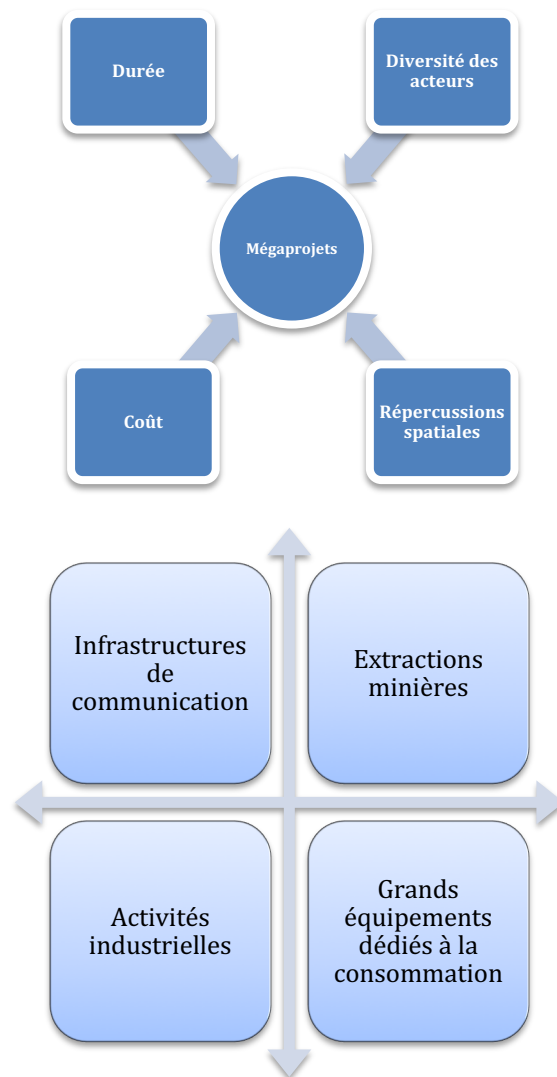 Durée
Diversité des
acteurs
Mégaprojets
Coût
Répercussions
spatiales
Infrastructures
de
communication
Extractions
minières
Activités
industrielles
Grands
équipements
dédiés à la
consommation